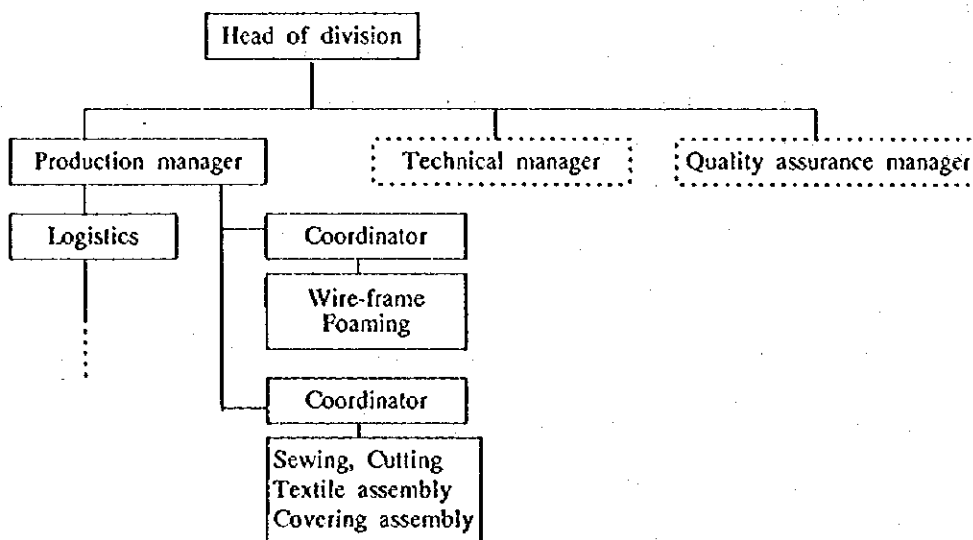 Head of division
Production manager
Technical manager
Quality assurance manager
Logistics
Coordinator
Wire-frame
Foaming
Coordinator
Sewing, Cutting
Textile assembly
Covering assembly